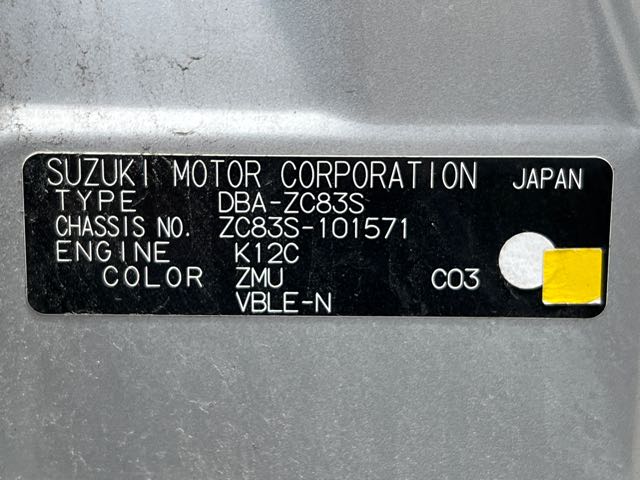 SUZUKI MOTOR CORPORATION JAPAN
TYPE DBA-ZC83S
CHASSIS NO. ZC83S-101571
ENGINE K12C
COLOR ZMU C03
VBLE-N